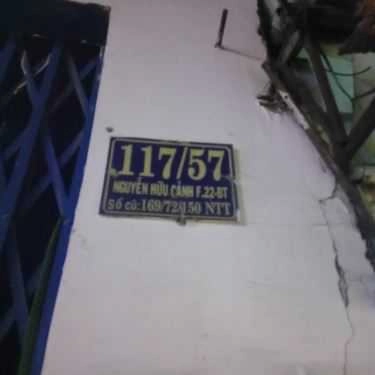 117/57
NGUYỄN HỮU CẢNH F.22-BT
Số cũ: 169/72/150 NTT